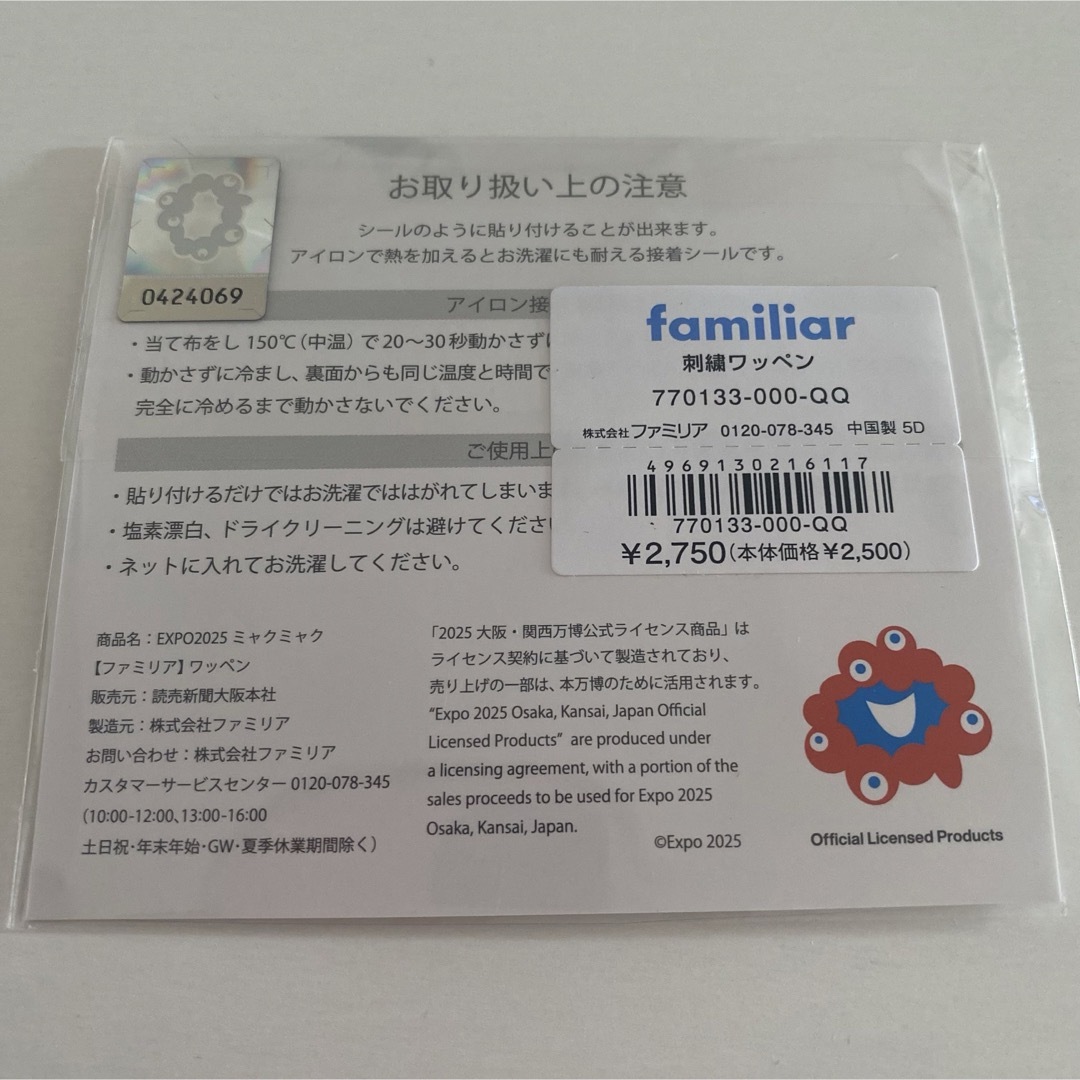 お取り扱い上の注意
シールのように貼り付けることが出来ます。
アイロンで熱を加えるとお洗濯にも耐える接着シールです。
0424069
アイロン接
・当て布をし 150℃（中温）で20〜30秒動かさず
・動かさずに冷まし、裏面からも同じ温度と時間で
完全に冷めるまで動かさないでください。
ご使用上
・貼り付けるだけではお洗濯でははがれてしまいま
・塩素漂白、ドライクリーニングは避けてくださ
・ネットに入れてお洗濯してください。
familiar
刺繍ワッペン
770133-000-QQ
株式会社ファミリア 0120-078-345 中国製 5D
4969130216117
770133-000-QQ
¥2,750(本体価格¥2,500)
商品名：EXPO2025 ミャクミャク
【ファミリア】ワッペン
販売元：読売新聞大阪本社
製造元：株式会社ファミリア
お問い合わせ：株式会社ファミリア
カスタマーサービスセンター 0120-078-345
(10:00-12:00、13:00-16:00
土日祝・年末年始・GW・夏季休業期間除く)
「2025 大阪・関西万博公式ライセンス商品」は
ライセンス契約に基づいて製造されており、
売り上げの一部は、本万博のために活用されます。
“Expo 2025 Osaka, Kansai, Japan Official
Licensed Products” are produced under
a licensing agreement, with a portion of the
sales proceeds to be used for Expo 2025
Osaka, Kansai, Japan.
©Expo 2025
Official Licensed Products